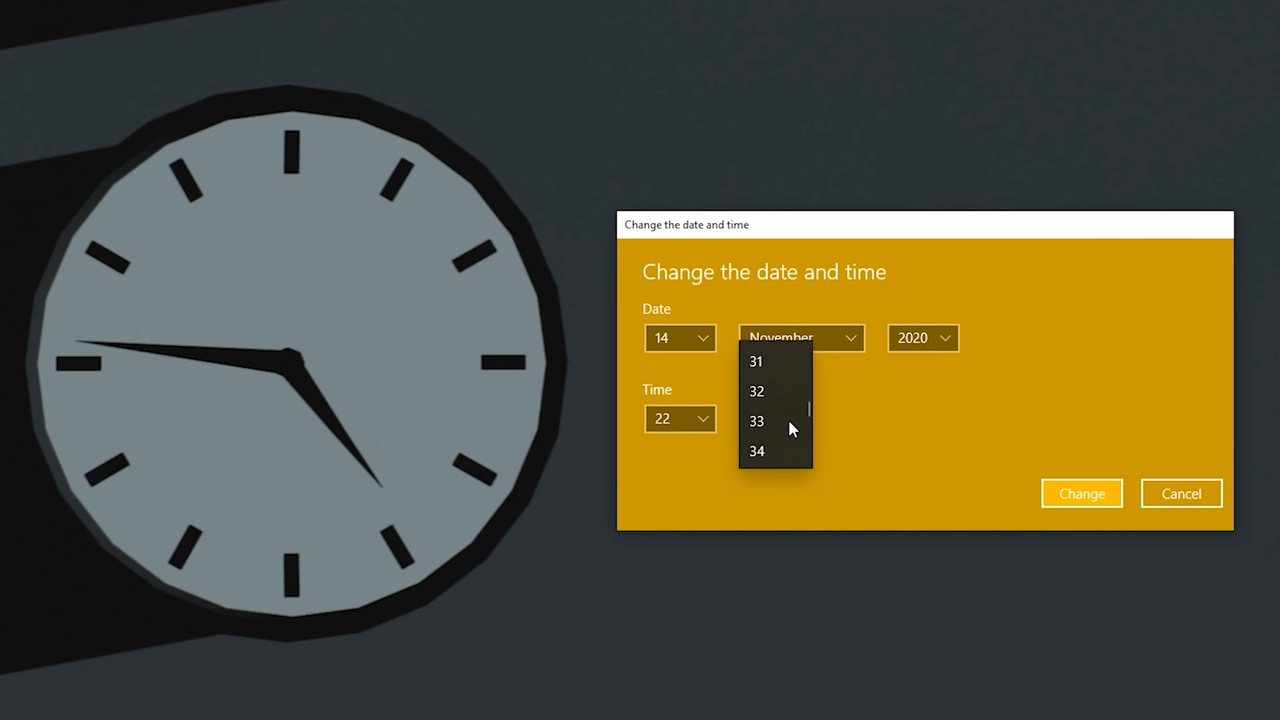 Change the date and time
Change the date and time
Date
14 November 2020
31
Time
32
22
33
34
Change Cancel